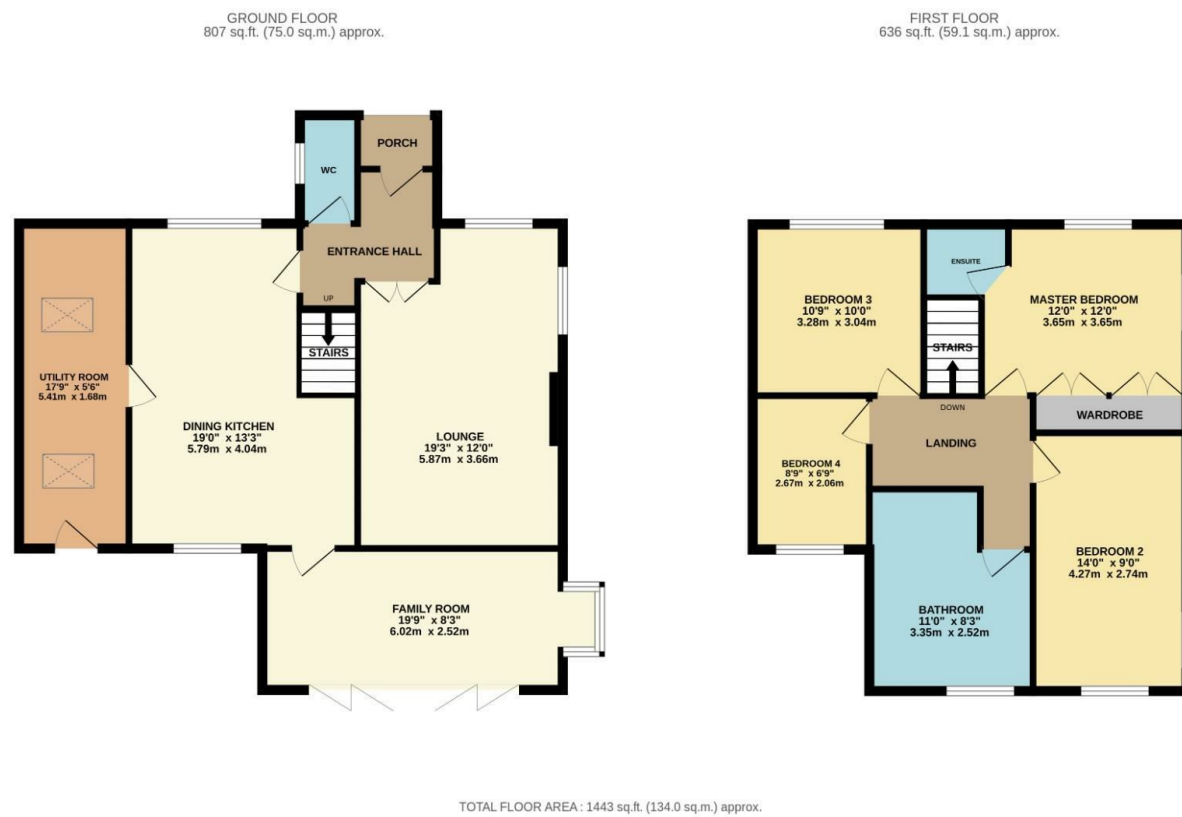 GROUND FLOOR
807 sq.ft. (75.0 sq.m.) approx.
PORCH
WC
ENTRANCE HALL
UP
STAIRS
UTILITY ROOM
17'9" x 5'6"
5.41m x 1.68m
DINING KITCHEN
19'0" x 13'3"
5.79m x 4.04m
LOUNGE
19'3" x 12'0"
5.87m x 3.66m
FAMILY ROOM
19'9" x 8'3"
6.02m x 2.52m
FIRST FLOOR
636 sq.ft. (59.1 sq.m.) approx.
ENSUITE
BEDROOM 3
10'9" x 10'0"
3.28m x 3.04m
MASTER BEDROOM
12'0" x 12'0"
3.65m x 3.65m
STAIRS
DOWN
WARDROBE
LANDING
BEDROOM 4
8'9" x 6'9"
2.67m x 2.06m
BEDROOM 2
14'0" x 9'0"
4.27m x 2.74m
BATHROOM
11'0" x 8'3"
3.35m x 2.52m
TOTAL FLOOR AREA : 1443 sq.ft. (134.0 sq.m.) approx.